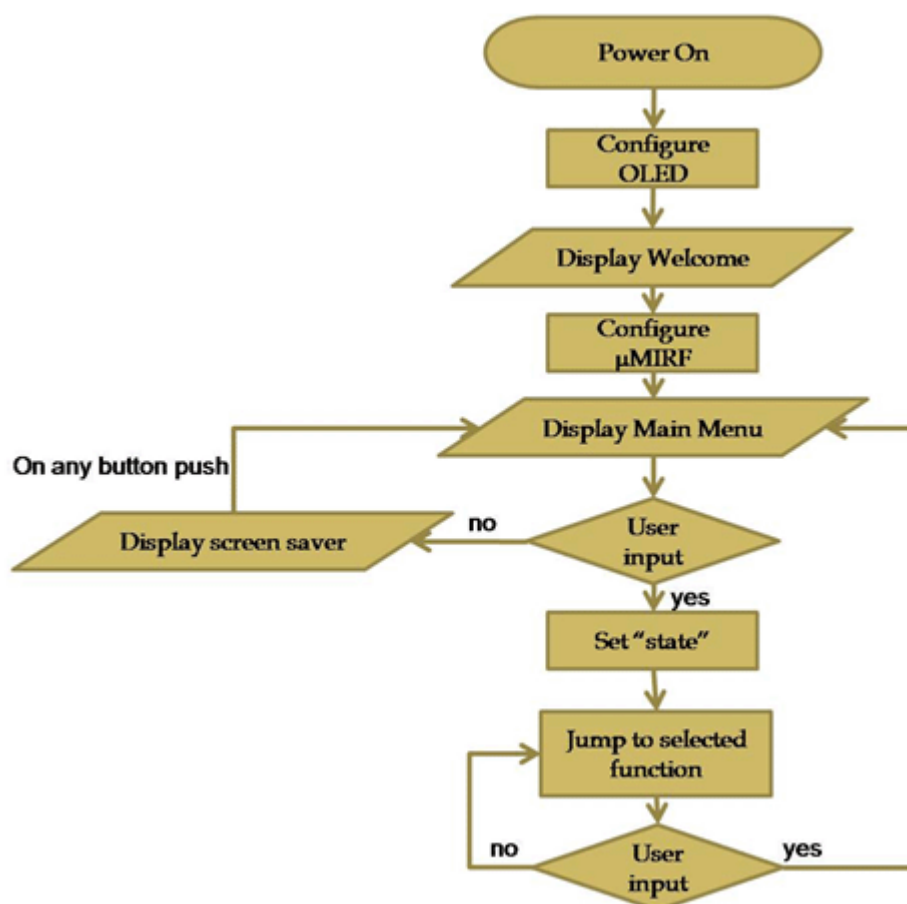 Power On
Configure
OLED
Display Welcome
Configure
µMIRF
Display Main Menu
On any button push
Display screen saver
no
User
input
yes
Set “state”
Jump to selected
function
no
User
input
yes